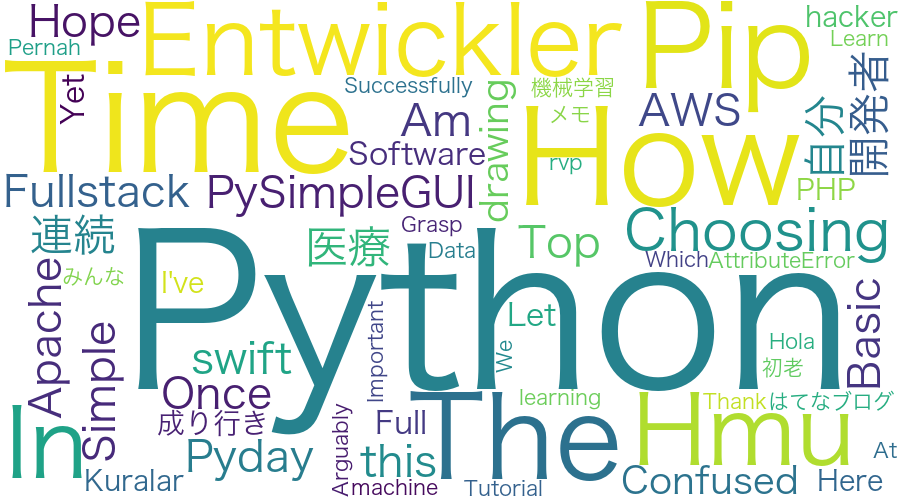 Hope
Entwickler
Pip
hacker
Pernah
Learn
Time
Yet
Successfully
機械学習
開発者
drawing
メモ
AWS
自分
Am
How
Software
rvp
Fullstack
PySimpleGUI
PHP
連続
医療
Grasp
Top
Choosing
Data
Which
AttributeError
みんな
I've
Python
Apache
Simple
swift
Important
Let
We
Hola
初老
Basic
Once
learning
Thank
はてなブログ
成り行き
Full
The
Hmu
In
Pyday
this
Arguably
At
Kuralar
machine
Tutorial
Confused
Here